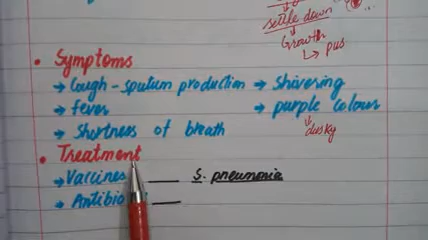 settle down
↓
Growth
↳ pus
• Symptoms
→ Cough - sputum production → Shivering
→ fever → purple colour
↓
dusky
→ Shortness of breath
• Treatment
→ Vaccines — S. pneumonia